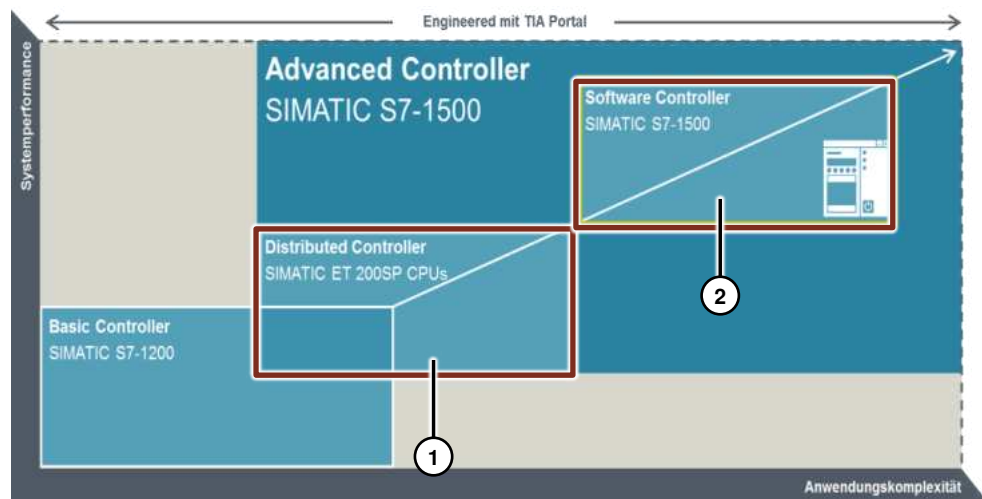 Engineered mit TIA Portal
Systemperformance
Advanced Controller
SIMATIC S7-1500
Software Controller
SIMATIC S7-1500
Distributed Controller
SIMATIC ET 200SP CPUs
2
Basic Controller
SIMATIC S7-1200
1
Anwendungskomplexität